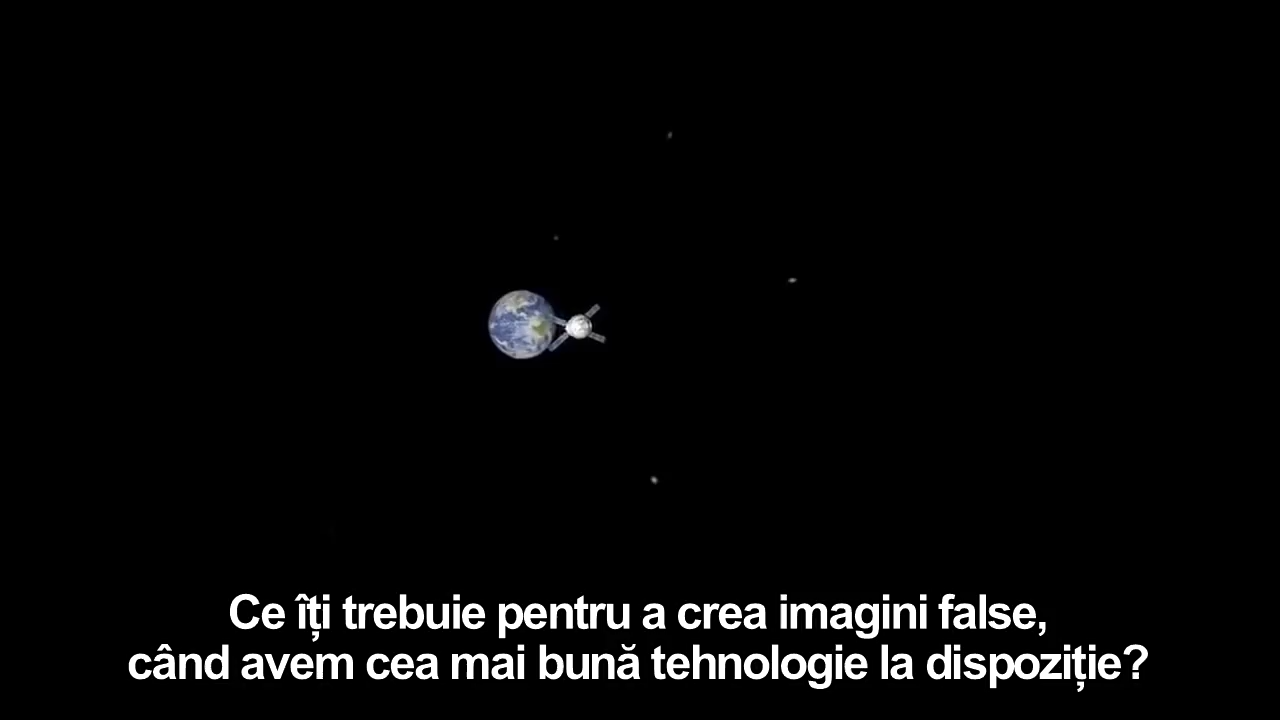 Ce îți trebuie pentru a crea imagini false,
când avem cea mai bună tehnologie la dispoziție?